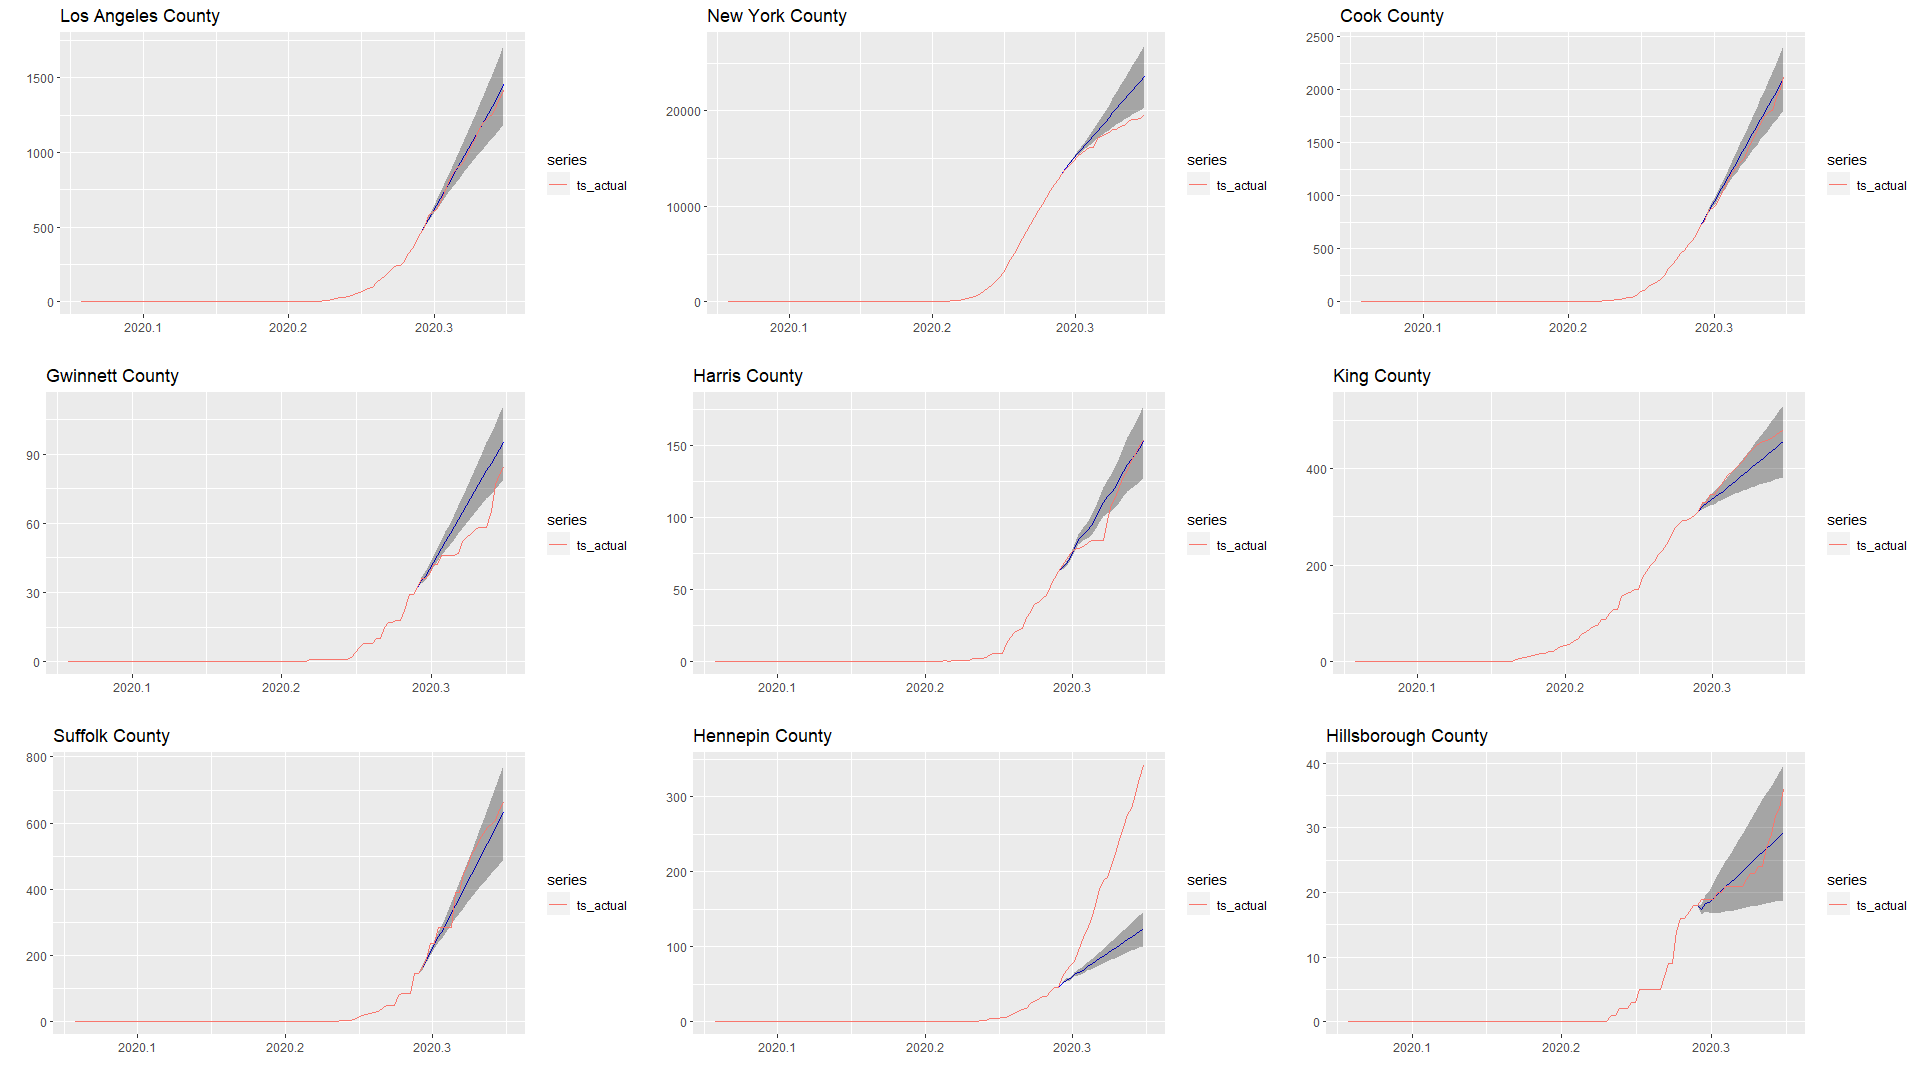 Los Angeles County
1500
1000
500
0
2020.1 2020.2 2020.3
series
ts_actual
New York County
20000
10000
0
2020.1 2020.2 2020.3
series
ts_actual
Cook County
2500
2000
1500
1000
500
0
2020.1 2020.2 2020.3
series
ts_actual
Gwinnett County
90
60
30
0
2020.1 2020.2 2020.3
series
ts_actual
Harris County
150
100
50
0
2020.1 2020.2 2020.3
series
ts_actual
King County
400
200
0
2020.1 2020.2 2020.3
series
ts_actual
Suffolk County
800
600
400
200
0
2020.1 2020.2 2020.3
series
ts_actual
Hennepin County
300
200
100
0
2020.1 2020.2 2020.3
series
ts_actual
Hillsborough County
40
30
20
10
0
2020.1 2020.2 2020.3
series
ts_actual